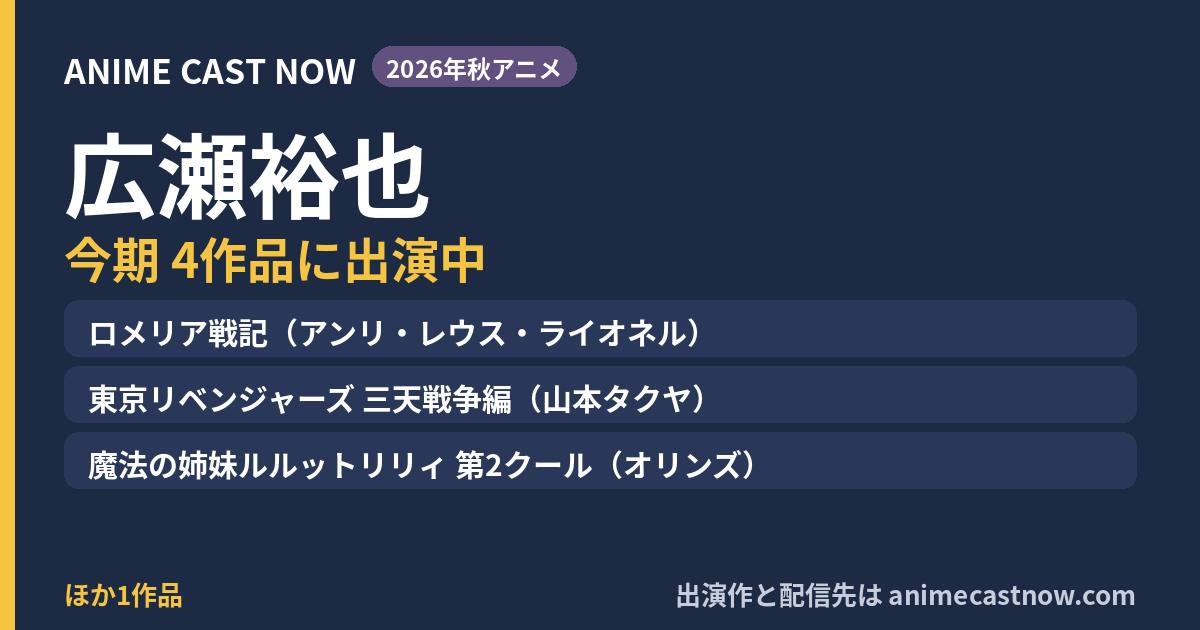 ANIME CAST NOW 2026年秋アニメ
広瀬裕也
今期 4作品に出演中
ロメリア戦記（アンリ・レウス・ライオネル）
東京リベンジャーズ 三天戦争編（山本タクヤ）
魔法の姉妹ルルットリリィ 第2クール（オリンズ）
ほか1作品
出演作と配信先は animecastnow.com